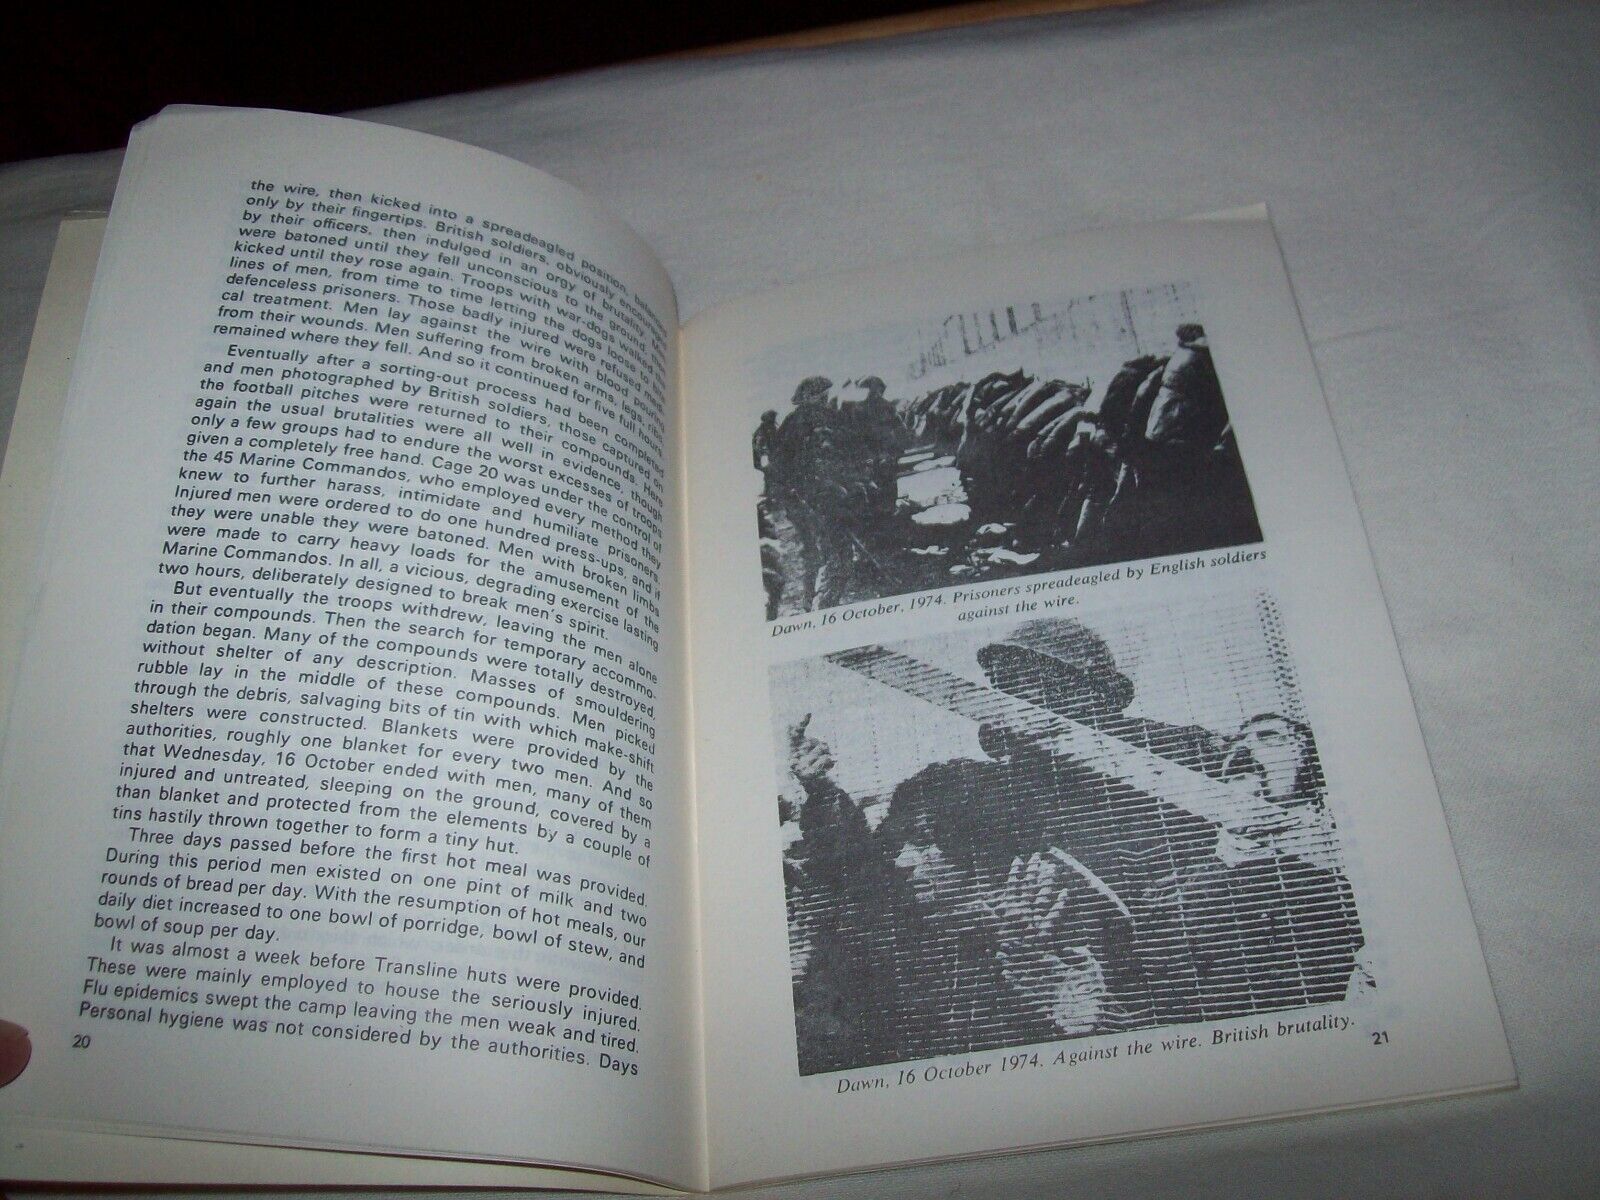 the wire, then kicked into a spreadeagled position, balanced
only by their fingertips. British soldiers, obviously encouraged
by their officers, then indulged in an orgy of brutality. Men
were batoned until they fell unconscious to the ground, then
kicked until they rose again. Troops with war-dogs walked the
lines of men, from time to time letting the dogs loose to bite
defenceless prisoners. Those badly injured were refused medi-
cal treatment. Men lay against the wire with blood pouring
from their wounds. Men suffering from broken arms, legs, ribs,
remained where they fell. And so it continued for five full hours.
Eventually after a sorting-out process had been completed
and men photographed by British soldiers, those captured on
the football pitches were returned to their compounds. Here
again the usual brutalities were all well in evidence, though
only a few groups had to endure the worst excesses of troops
given a completely free hand. Cage 20 was under the control of
the 45 Marine Commandos, who employed every method they
knew to further harass, intimidate and humiliate prisoners.
Injured men were ordered to do one hundred press-ups, and if
they were unable they were batoned. Men with broken limbs
were made to carry heavy loads for the amusement of the
Marine Commandos. In all, a vicious, degrading exercise lasting
two hours, deliberately designed to break men's spirit.
But eventually the troops withdrew, leaving the men alone
in their compounds. Then the search for temporary accommo-
dation began. Many of the compounds were totally destroyed,
without shelter of any description. Masses of smouldering
rubble lay in the middle of these compounds. Men picked
through the debris, salvaging bits of tin with which make-shift
shelters were constructed. Blankets were provided by the
authorities, roughly one blanket for every two men. And so
that Wednesday, 16 October ended with men, many of them
injured and untreated, sleeping on the ground, covered by a
than blanket and protected from the elements by a couple of
tins hastily thrown together to form a tiny hut.
Three days passed before the first hot meal was provided.
During this period men existed on one pint of milk and two
rounds of bread per day. With the resumption of hot meals, our
daily diet increased to one bowl of porridge, bowl of stew, and
bowl of soup per day.
It was almost a week before Transline huts were provided.
These were mainly employed to house the seriously injured.
Flu epidemics swept the camp leaving the men weak and tired.
Personal hygiene was not considered by the authorities. Days
20
Dawn, 16 October, 1974. Prisoners spreadeagled by English soldiers
against the wire.
Dawn, 16 October 1974. Against the wire. British brutality.
21